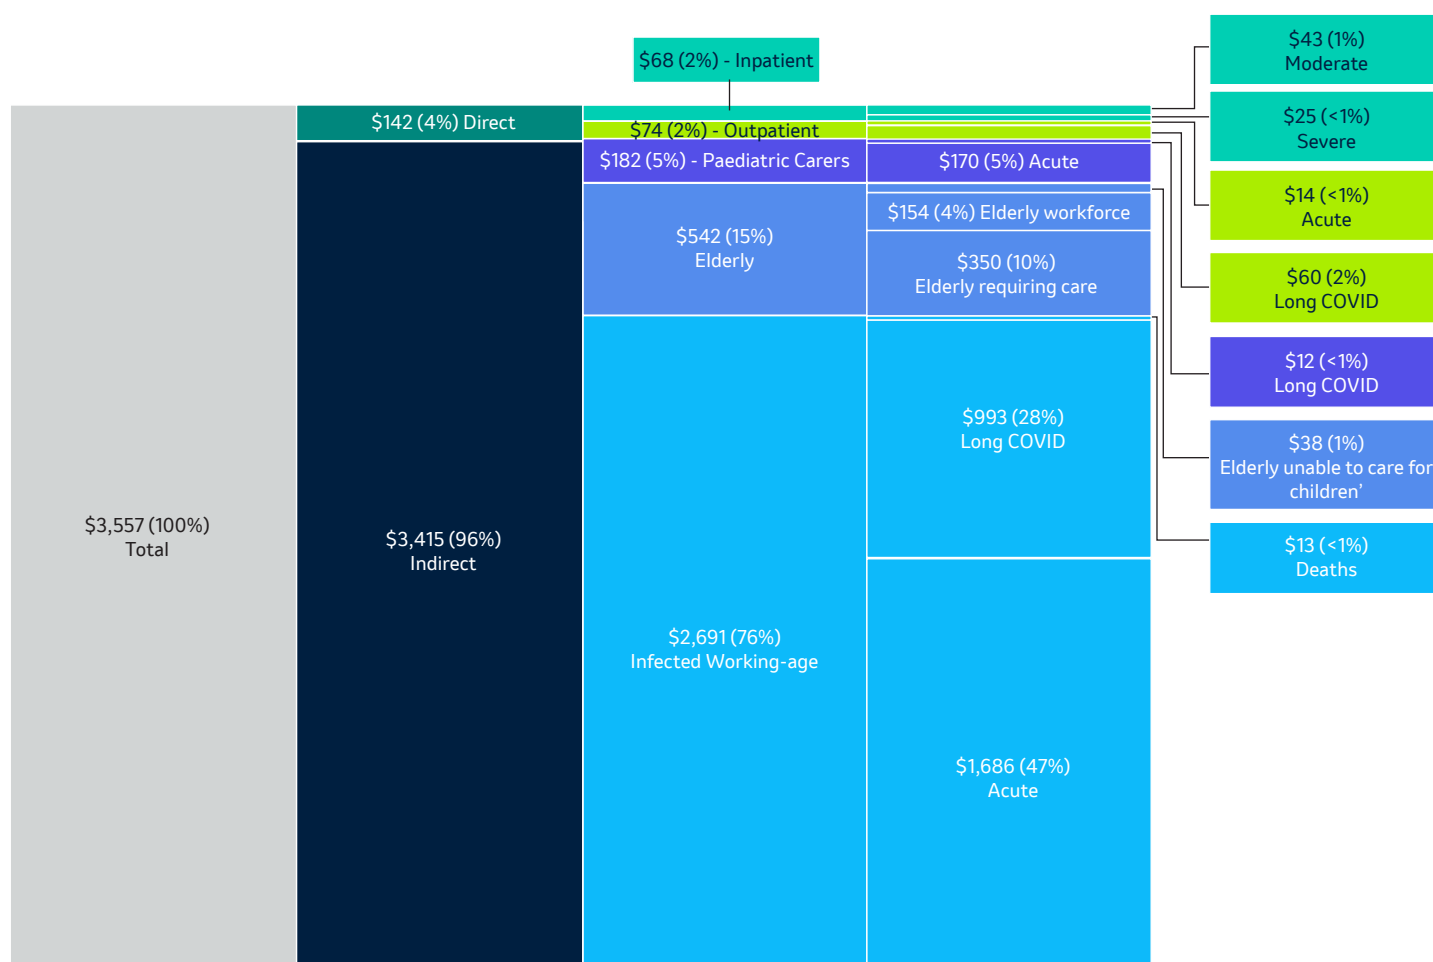 $68 (2%) - Inpatient
$142 (4%) Direct
$74 (2%) - Outpatient
$182 (5%) - Paediatric Carers
$170 (5%) Acute
$154 (4%) Elderly workforce
$542 (15%)
Elderly
$350 (10%)
Elderly requiring care
$993 (28%)
Long COVID
$3,557 (100%)
Total
$3,415 (96%)
Indirect
$2,691 (76%)
Infected Working-age
$1,686 (47%)
Acute
$43 (1%)
Moderate
$25 (<1%)
Severe
$14 (<1%)
Acute
$60 (2%)
Long COVID
$12 (<1%)
Long COVID
$38 (1%)
Elderly unable to care for
children’
$13 (<1%)
Deaths